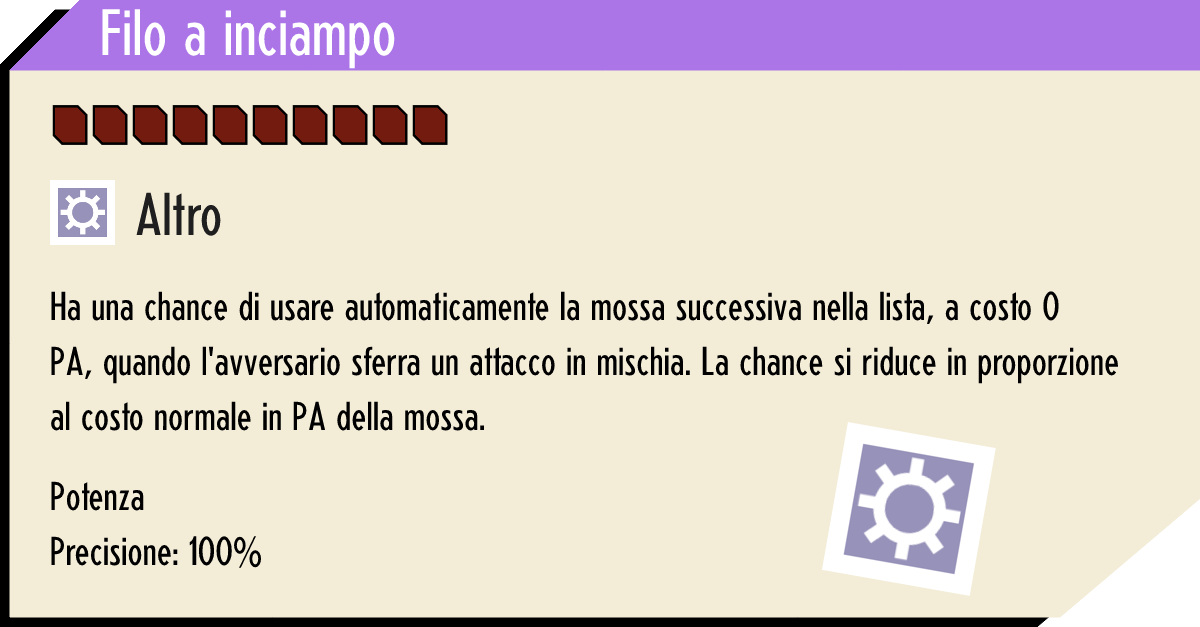 Filo a inciampo
Altro
Ha una chance di usare automaticamente la mossa successiva nella lista, a costo 0
PA, quando l'avversario sferra un attacco in mischia. La chance si riduce in proporzione
al costo normale in PA della mossa.
Potenza
Precisione: 100%